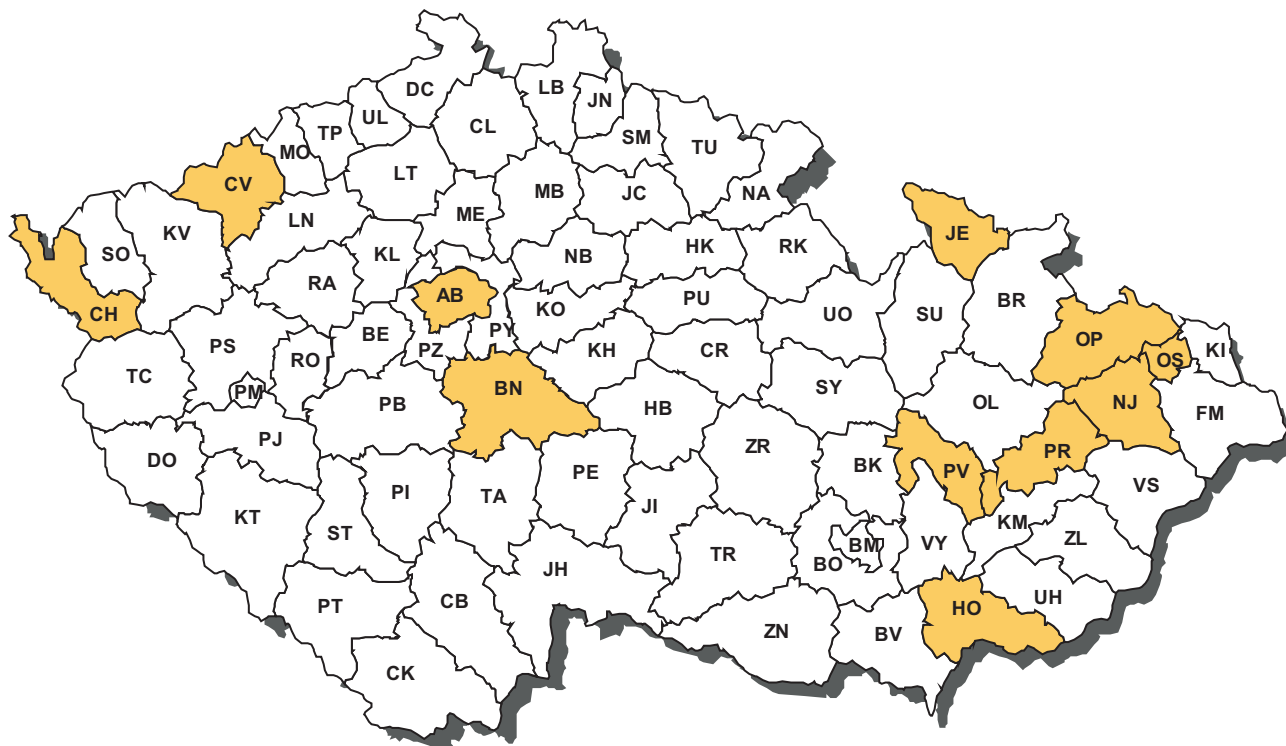 DC
LB
JN
UL
TP
CL
SM
TU
MO
LT
CV
MB
JC
NA
LN
ME
SO
KV
KL
NB
HK
RK
JE
RA
AB
PU
BR
CH
KO
UO
SU
BE
PY
OP
PS
RO
PZ
KH
CR
KI
TC
OS
PM
BN
SY
PB
HB
OL
NJ
FM
PJ
ZR
DO
PE
BK
PV
PR
VS
KT
PI
TA
JI
ST
KM
TR
BM
VY
ZL
BO
JH
PT
CB
HO
UH
ZN
BV
CK